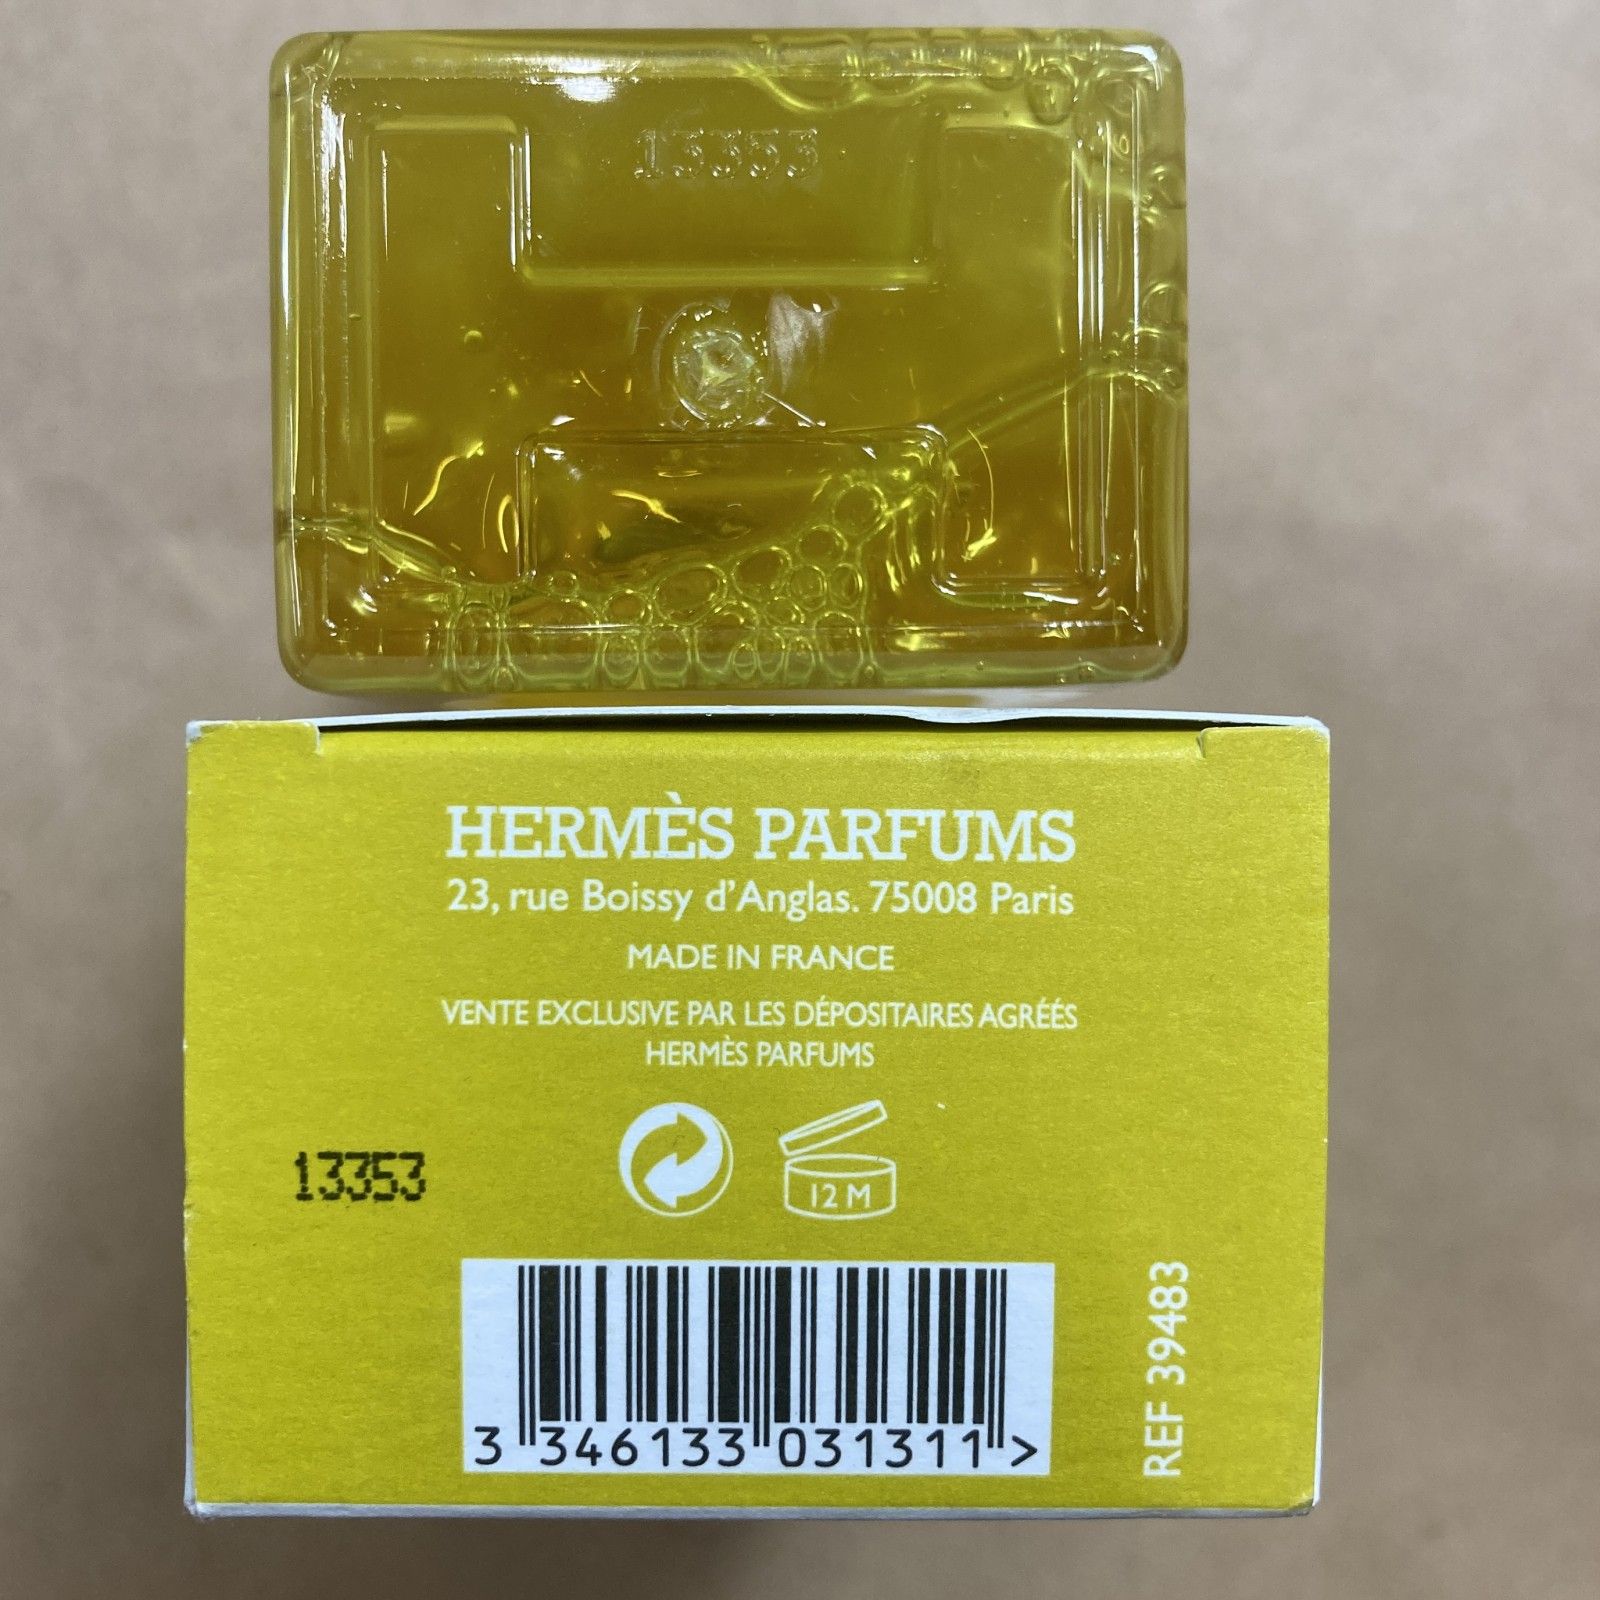 13353
HERMÈS PARFUMS
23, rue Boissy d'Anglas. 75008 Paris
MADE IN FRANCE
VENTE EXCLUSIVE PAR LES DÉPOSITAIRES AGRÉÉS
HERMÈS PARFUMS
13353
12 M
3 346133 031311 >
REF 39483